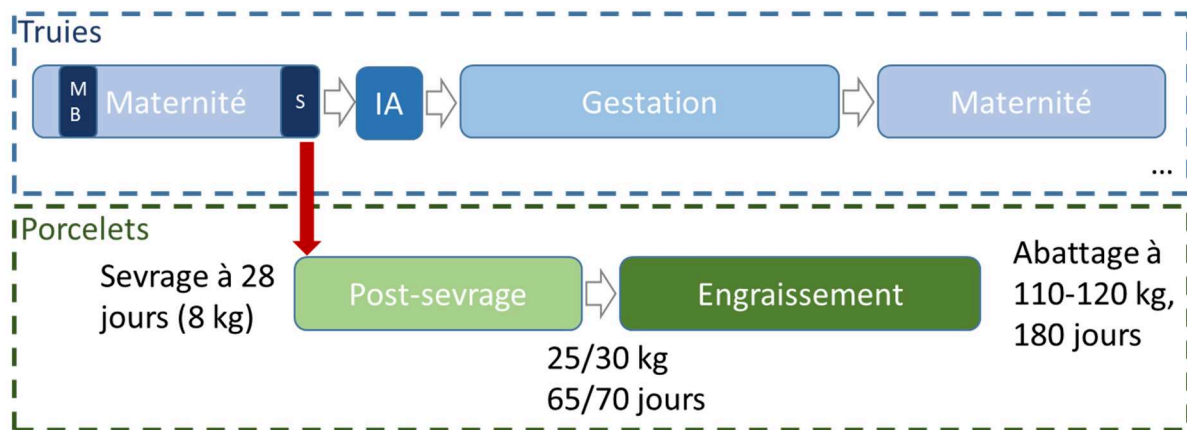 Truies
M
B
Maternité
S
IA
Gestation
Maternité
...
Porcelets
Sevrage à 28
jours (8 kg)
Post-sevrage
Engraissement
Abattage à
110-120 kg,
180 jours
25/30 kg
65/70 jours